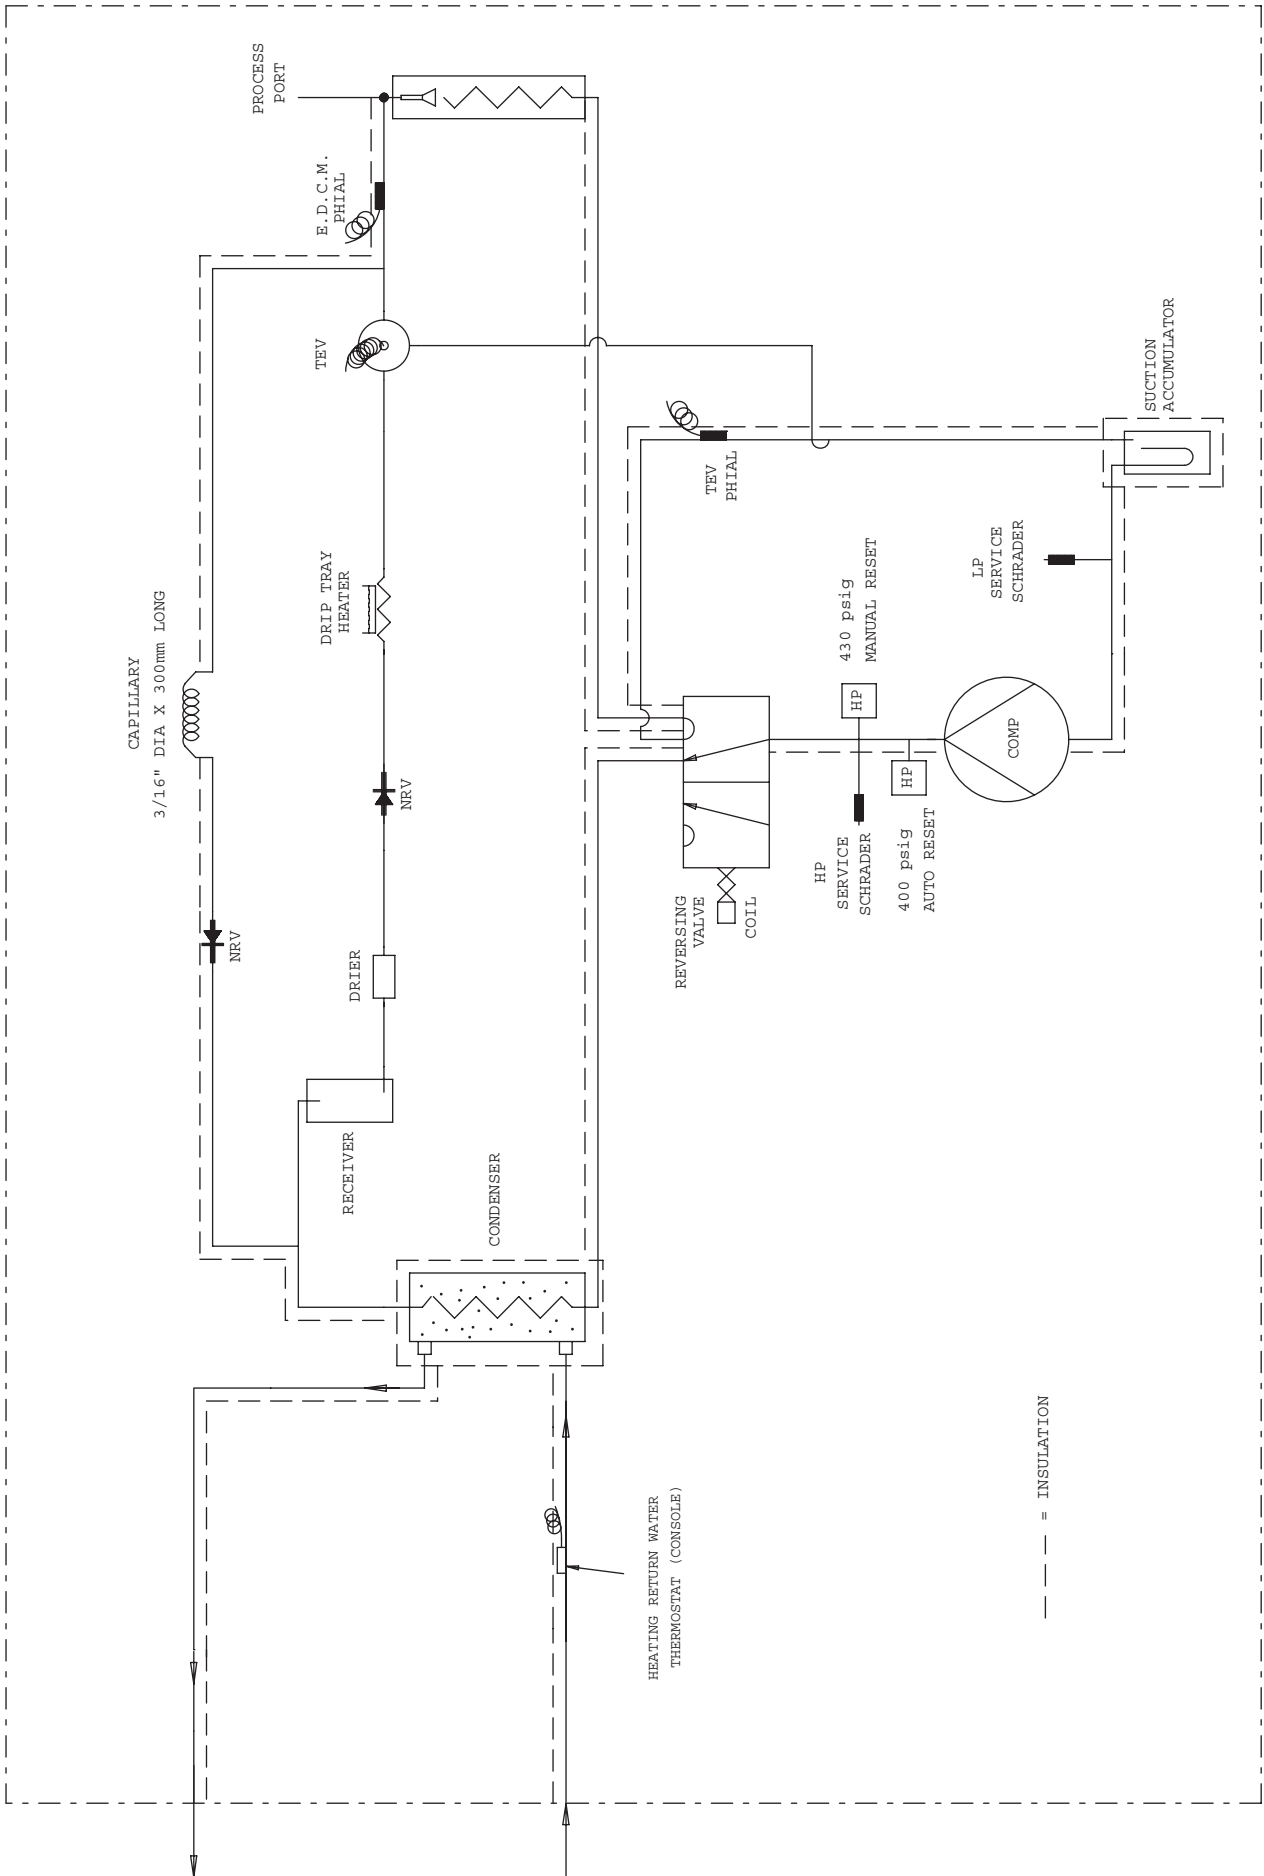 PROCESS
PORT
E.D.C.M.
PHIAL
TEV
SUCTION
ACCUMULATOR
TEV
PHIAL
LP
SERVICE
SCHRADER
DRIP TRAY
HEATER
430 psig
MANUAL RESET
CAPILLARY
3/16" DIA X 300mm LONG
HP
COMP
HP
NRV
400 psig
AUTO RESET
HP
SERVICE
SCHRADER
REVERSING
VALVE
COIL
NRV
DRIER
RECEIVER
CONDENSER
HEATING RETURN WATER
THERMOSTAT (CONSOLE)
= INSULATION